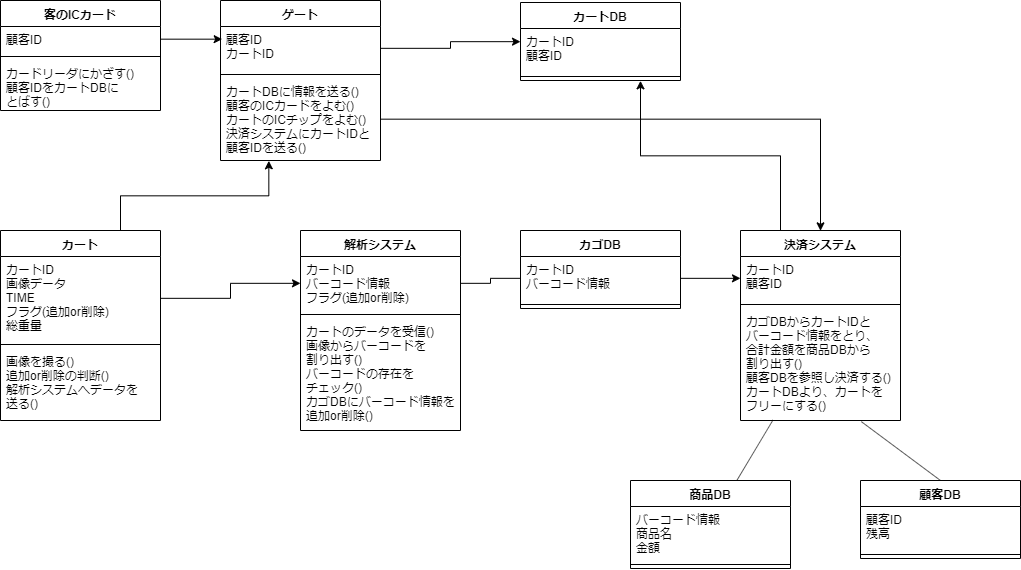 客のICカード
顧客ID
カードリーダにかざす()
顧客IDをカートDBに
とばす()
ゲート
顧客ID
カートID
カートDBに情報を送る()
顧客のICカードをよむ()
カートのICチップをよむ()
決済システムにカートIDと
顧客IDを送る()
カートDB
カートID
顧客ID
カート
カートID
画像データ
TIME
フラグ(追加or削除)
総重量
画像を撮る()
追加or削除の判断()
解析システムへデータを
送る()
解析システム
カートID
バーコード情報
フラグ(追加or削除)
カートのデータを受信()
画像からバーコードを
割り出す()
バーコードの存在を
チェック()
カゴDBにバーコード情報を
追加or削除()
カゴDB
カートID
バーコード情報
決済システム
カートID
顧客ID
カゴDBからカートIDと
バーコード情報をとり、
合計金額を商品DBから
割り出す()
顧客DBを参照し決済する()
カートDBより、カートを
フリーにする()
商品DB
バーコード情報
商品名
金額
顧客DB
顧客ID
残高